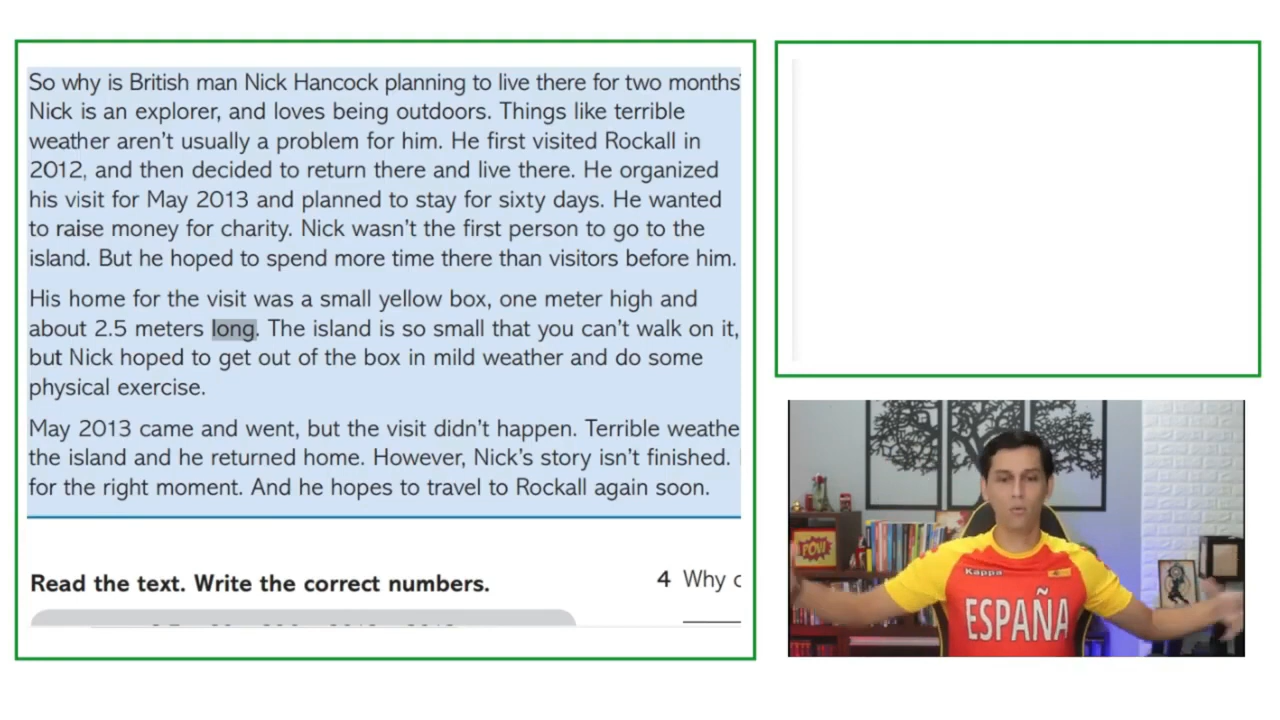 So why is British man Nick Hancock planning to live there for two months
Nick is an explorer, and loves being outdoors. Things like terrible
weather aren't usually a problem for him. He first visited Rockall in
2012, and then decided to return there and live there. He organized
his visit for May 2013 and planned to stay for sixty days. He wanted
to raise money for charity. Nick wasn't the first person to go to the
island. But he hoped to spend more time there than visitors before him.
His home for the visit was a small yellow box, one meter high and
about 2.5 meters long. The island is so small that you can't walk on it,
but Nick hoped to get out of the box in mild weather and do some
physical exercise.
May 2013 came and went, but the visit didn't happen. Terrible weathe
the island and he returned home. However, Nick's story isn't finished.
for the right moment. And he hopes to travel to Rockall again soon.
Read the text. Write the correct numbers.
4 Why
POW!
Kappa
ESPAÑA